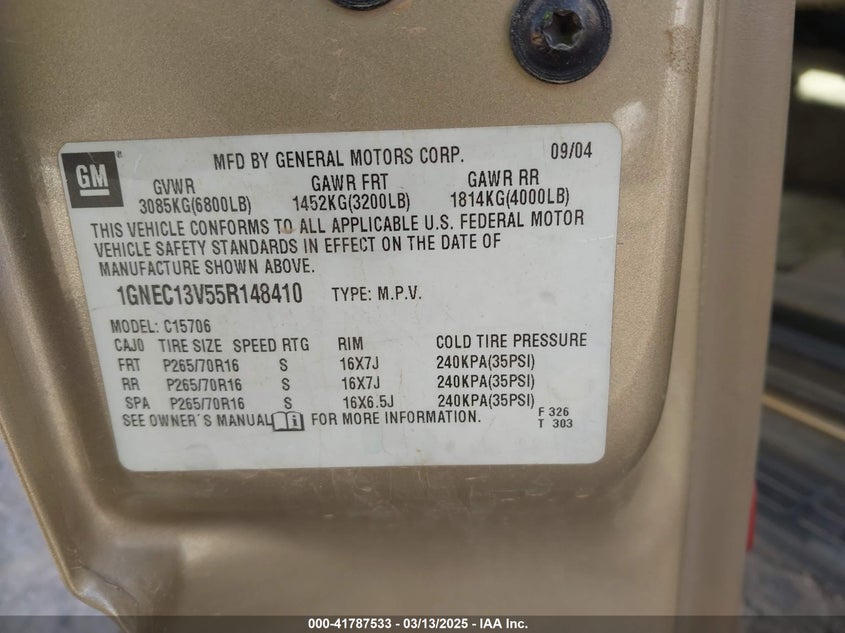 GM
MFD BY GENERAL MOTORS CORP. 09/04
GVWR GAWR FRT GAWR RR
3085KG(6800LB) 1452KG(3200LB) 1814KG(4000LB)
THIS VEHICLE CONFORMS TO ALL APPLICABLE U.S. FEDERAL MOTOR
VEHICLE SAFETY STANDARDS IN EFFECT ON THE DATE OF
MANUFACTURE SHOWN ABOVE.
1GNEC13V55R148410 TYPE: M.P.V.
MODEL: C15706
CAJ0 TIRE SIZE SPEED RTG RIM COLD TIRE PRESSURE
FRT P265/70R16 S 16X7J 240KPA(35PSI)
RR P265/70R16 S 16X7J 240KPA(35PSI)
SPA P265/70R16 S 16X6.5J 240KPA(35PSI)
SEE OWNER'S MANUAL FOR MORE INFORMATION.
F 326
T 303
000-41787533 - 03/13/2025 - IAA Inc.